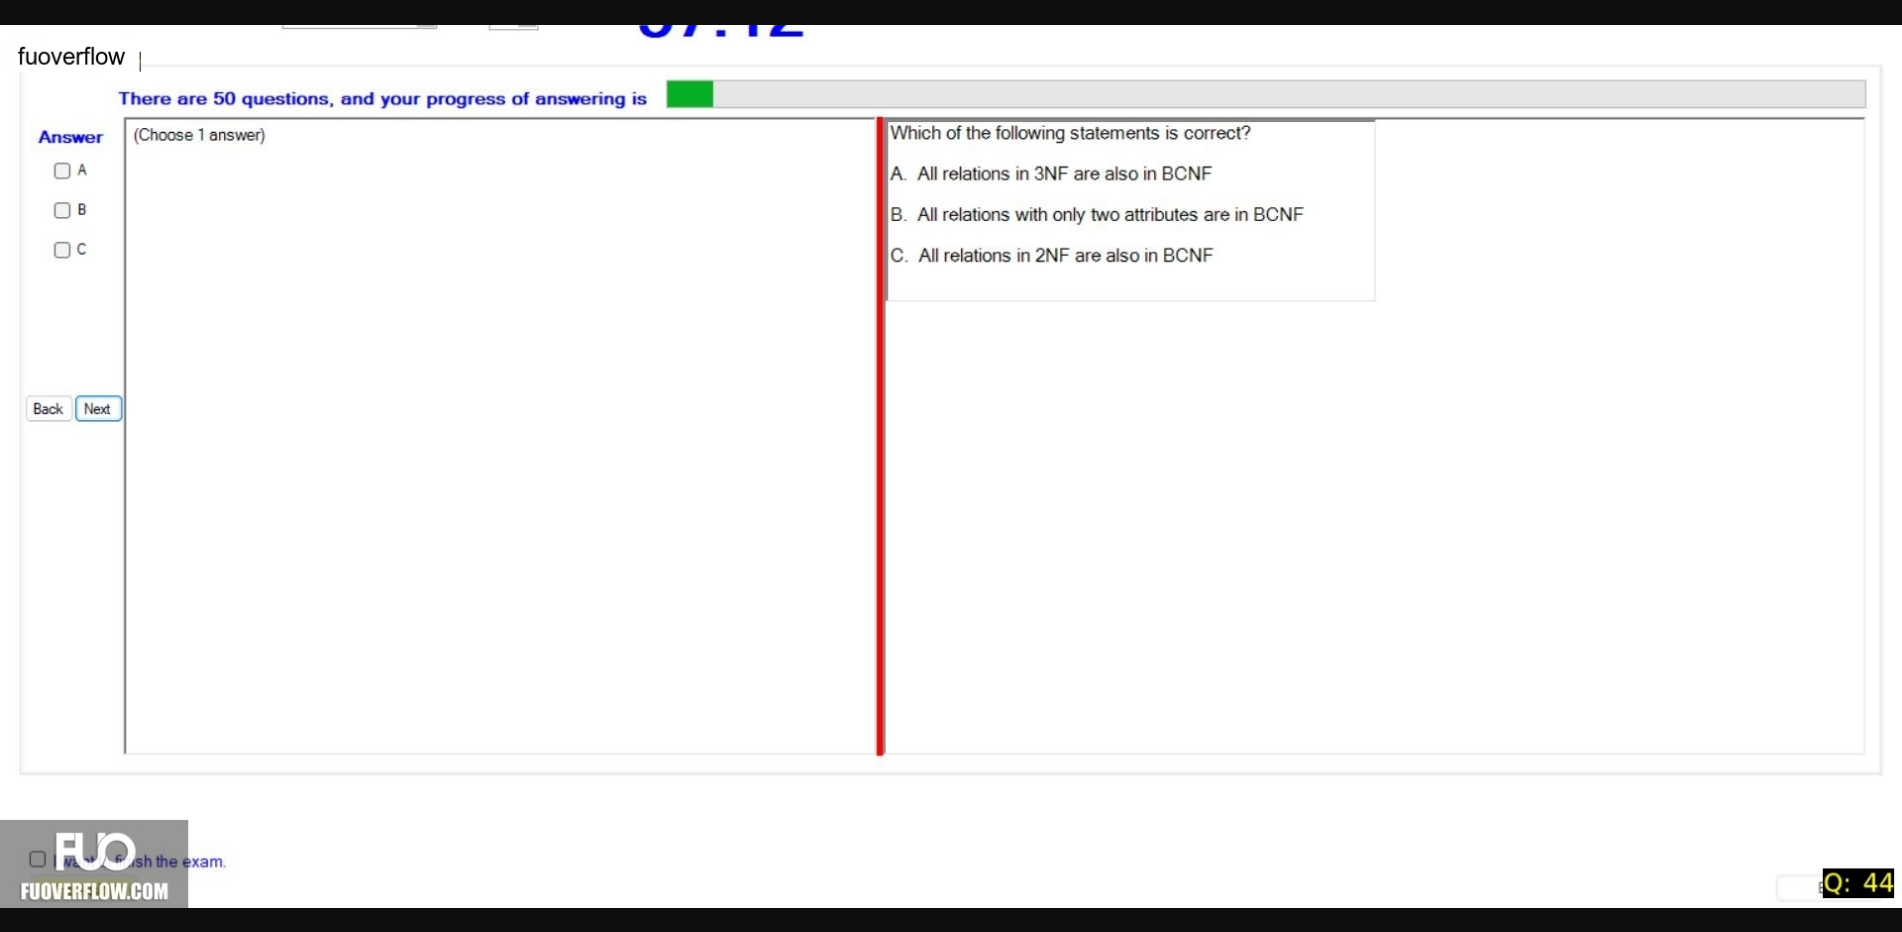 fuoverflow
There are 50 questions, and your progress of answering is
Answer
(Choose 1 answer)
A
B
C
Back Next
Which of the following statements is correct?
A. All relations in 3NF are also in BCNF
B. All relations with only two attributes are in BCNF
C. All relations in 2NF are also in BCNF
FUO
the exam.
FUOVERFLOW.COM
Q: 44